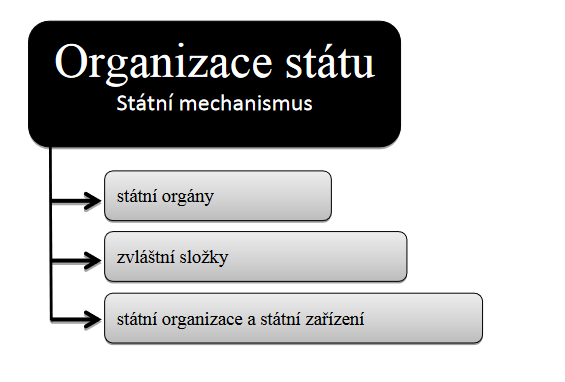 Organizace státu
Státní mechanismus
státní orgány
zvláštní složky
státní organizace a státní zařízení